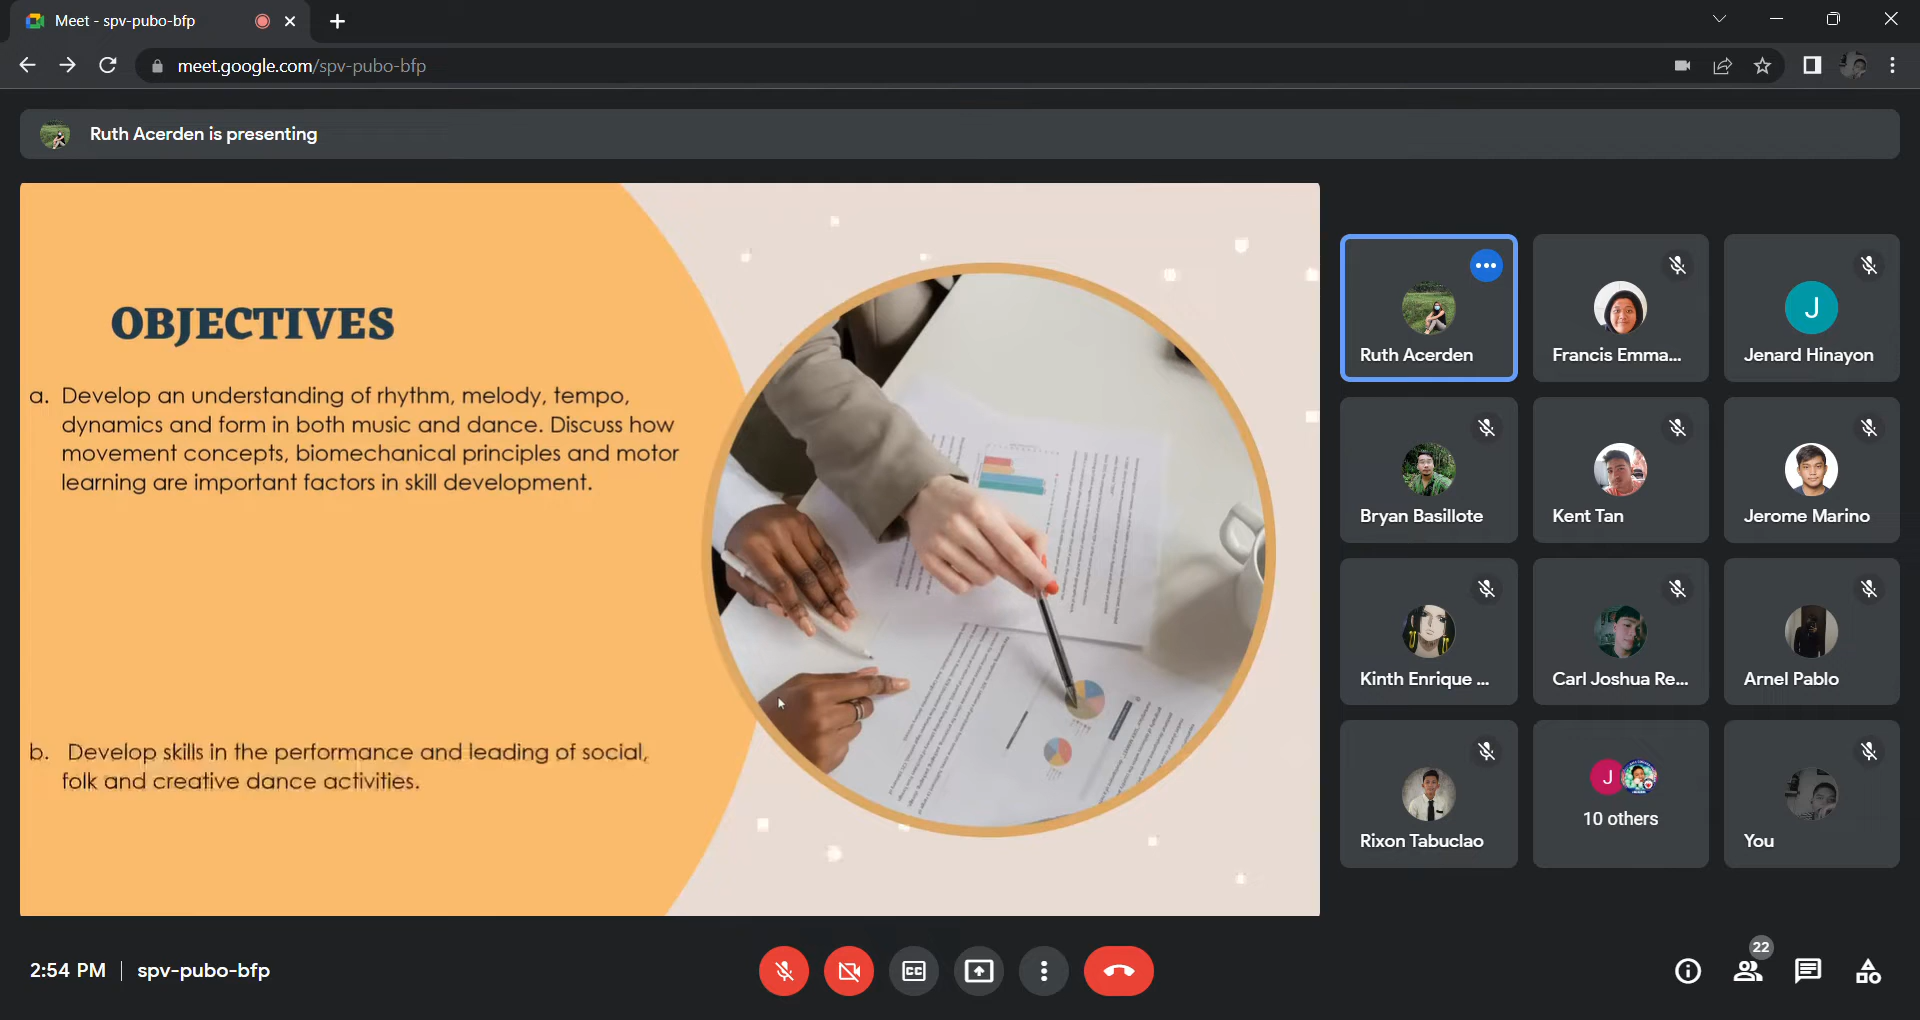 Meet - spv-pubo-bfp
meet.google.com/spv-pubo-bfp
Ruth Acerden is presenting
OBJECTIVES
a. Develop an understanding of rhythm, melody, tempo,
dynamics and form in both music and dance. Discuss how
movement concepts, biomechanical principles and motor
learning are important factors in skill development.
b. Develop skills in the performance and leading of social,
folk and creative dance activities.
Ruth Acerden
Francis Emma...
J
Jenard Hinayon
Bryan Basillote
Kent Tan
Jerome Marino
Kinth Enrique ...
Carl Joshua Re...
Arnel Pablo
Rixon Tabuclao
J
10 others
You
2:54 PM | spv-pubo-bfp
CC
22